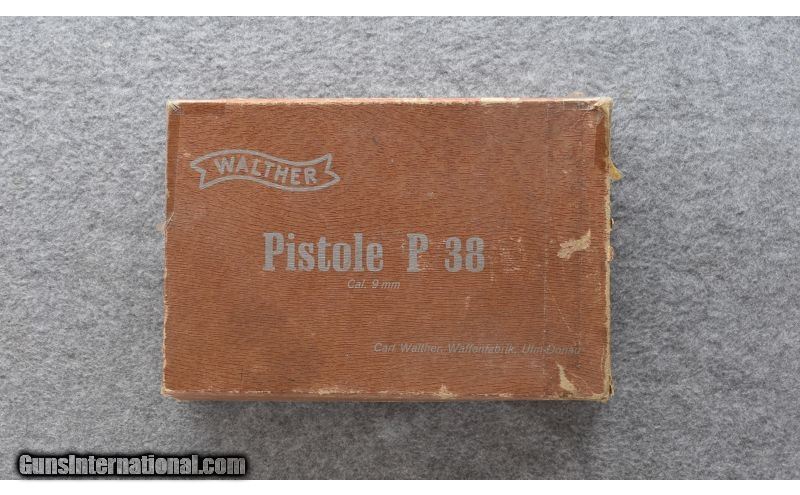 WALTHER
Pistole P 38
Cal. 9 mm
Carl Walther, Waffenfabrik, Ulm-Donau
GunsInternational.com